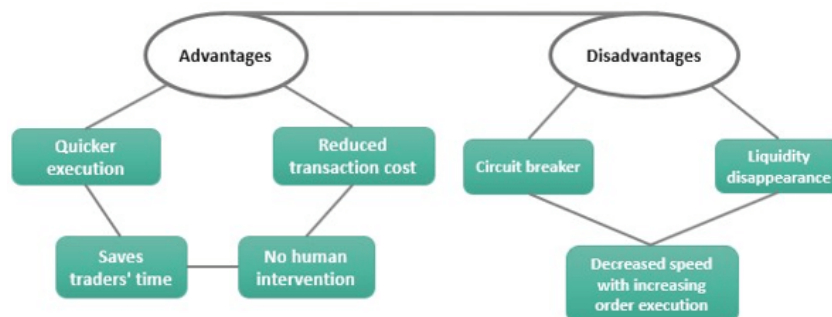 Advantages
Disadvantages
Quicker
execution
Reduced
transaction cost
Circuit breaker
Liquidity
disappearance
Saves
traders' time
No human
intervention
Decreased speed
with increasing
order execution